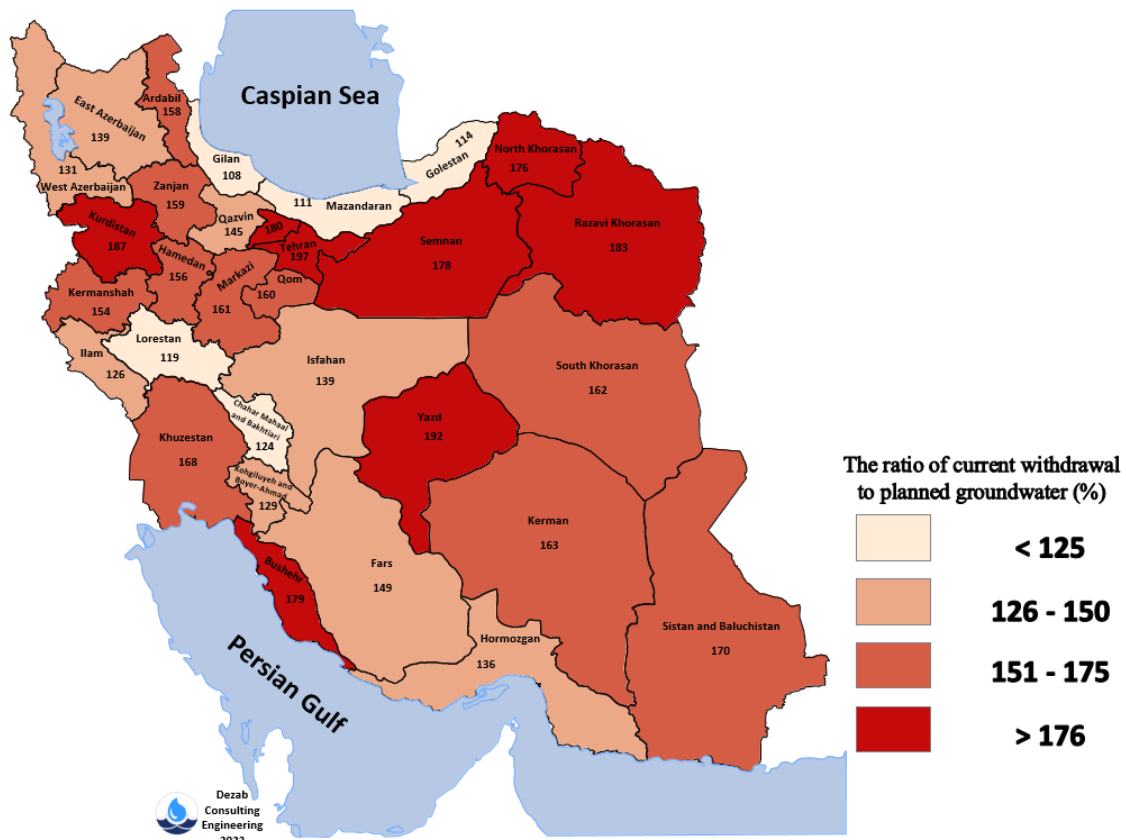 Caspian Sea
Ardabil
158
East Azerbaijan
139
131
West Azerbaijan
Gilan
108
114
Golestan
North Khorasan
176
Zanjan
159
111
Mazandaran
Razavi Khorasan
183
Kurdistan
187
Qazvin
145
180
Tehran
197
Semnan
178
Hamedan
156
Markazi
161
Qom
160
Kermanshah
154
Lorestan
119
Ilam
126
Isfahan
139
South Khorasan
162
Chahar Mahaal
and Bakhtiari
124
Yazd
192
Khuzestan
168
Kohgiluyeh and
Boyer-Ahmad
129
Kerman
163
Fars
149
Bushehr
179
Hormozgan
136
Sistan and Baluchistan
170
Persian Gulf
The ratio of current withdrawal
to planned groundwater (%)
< 125
126 - 150
151 - 175
> 176
Dezab
Consulting
Engineering